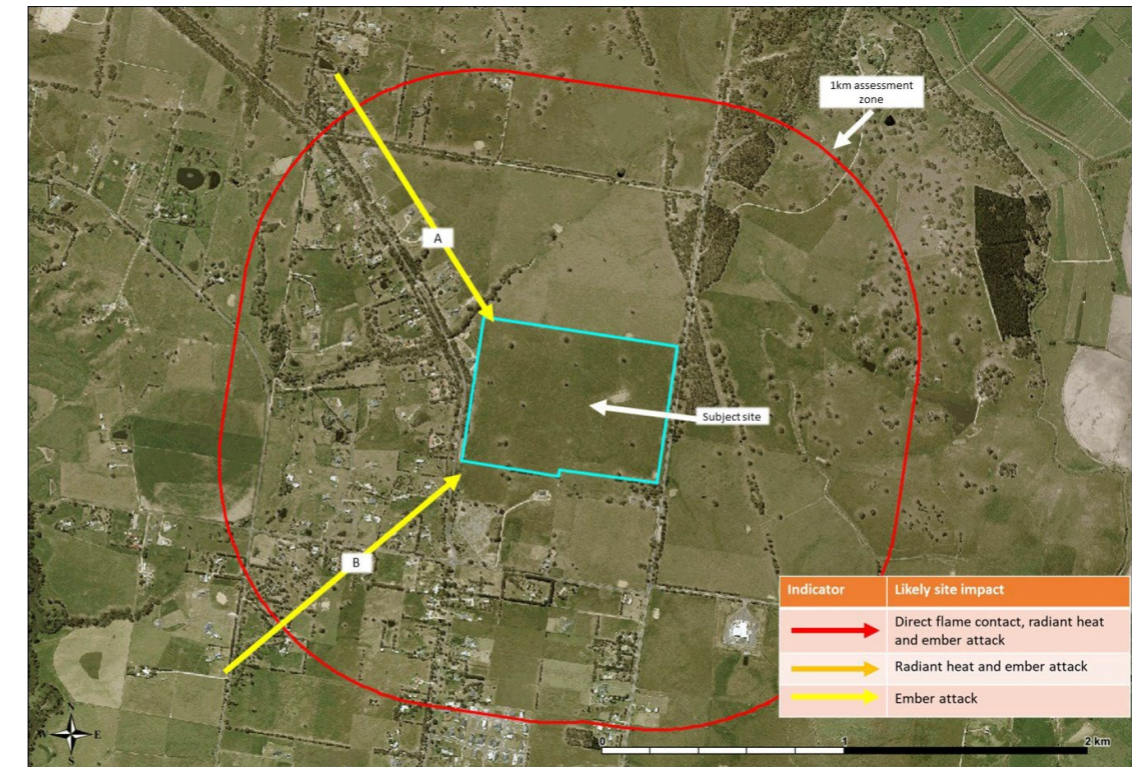 1km assessment
zone
A
Subject site
B
Indicator Likely site impact
Direct flame contact, radiant heat
and ember attack
Radiant heat and ember attack
Ember attack
N
W E
S
0 1 2 km